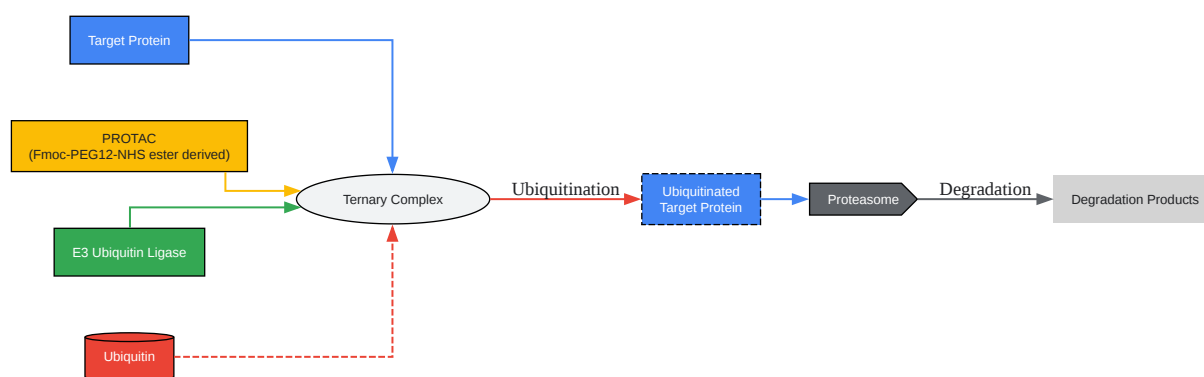 Target Protein
PROTAC
(Fmoc-PEG12-NHS ester derived)
E3 Ubiquitin Ligase
Ubiquitin
Ternary Complex
Ubiquitination
Ubiquitinated
Target Protein
Proteasome
Degradation
Degradation Products